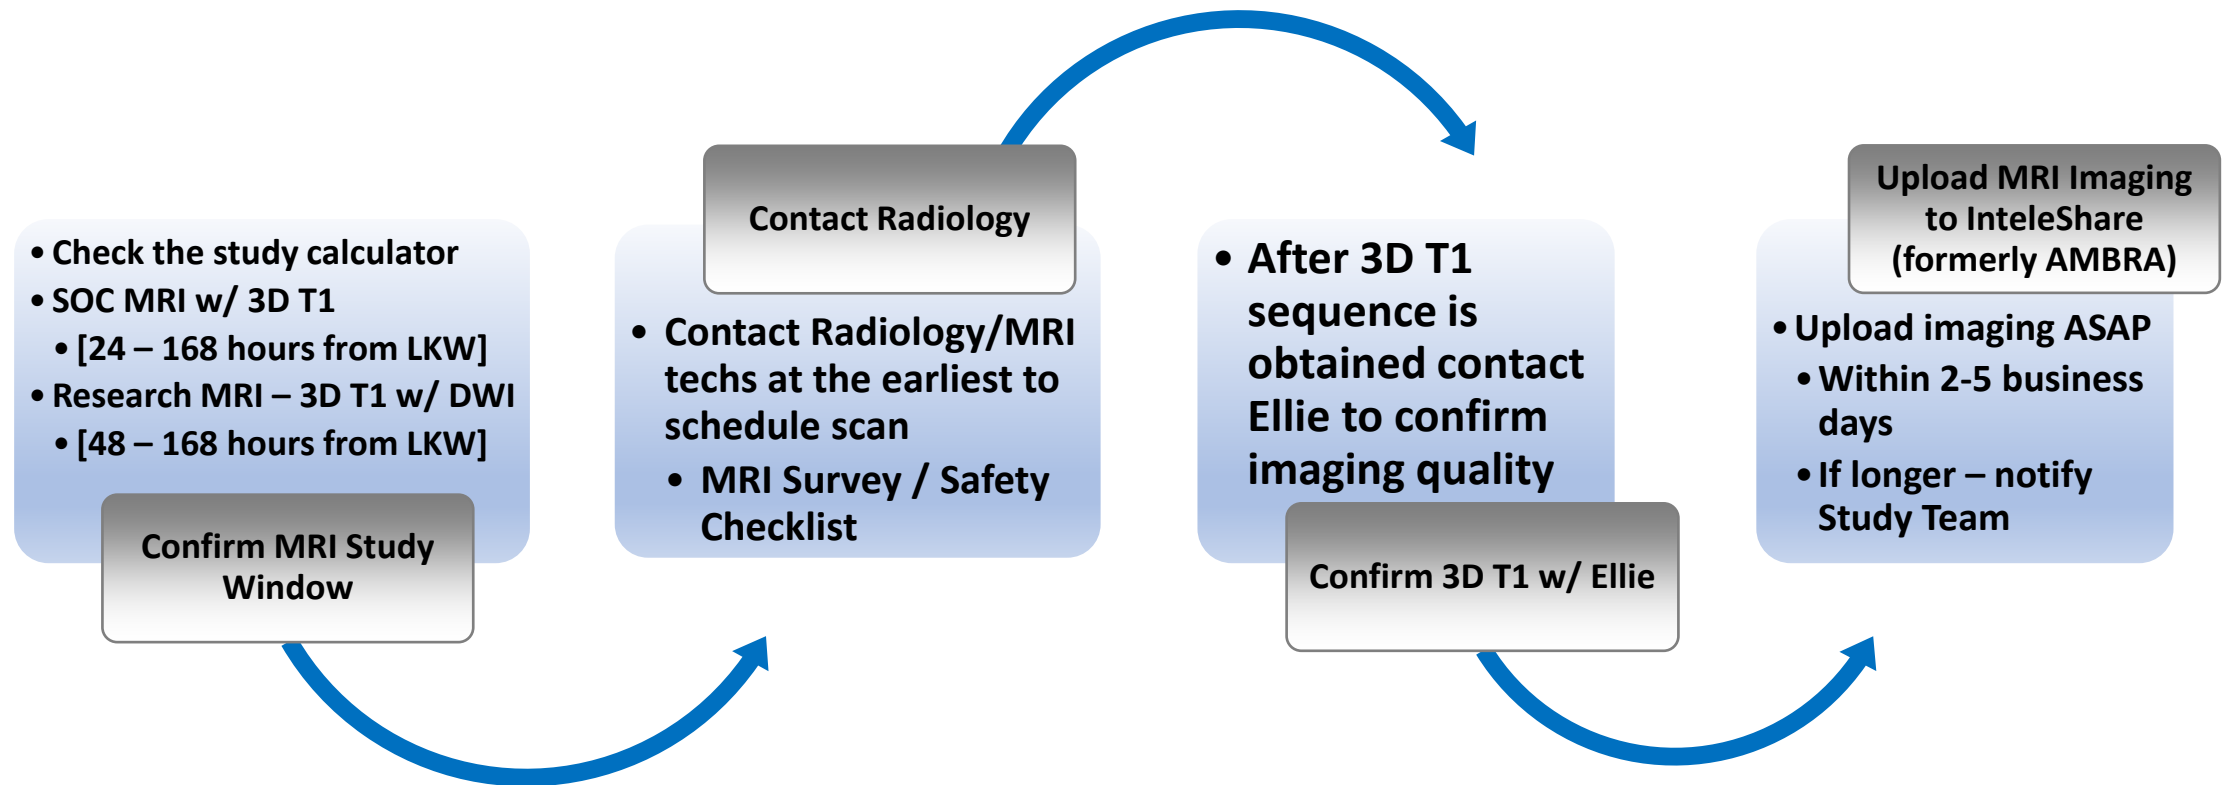 • Check the study calculator
• SOC MRI w/ 3D T1
• [24 – 168 hours from LKW]
• Research MRI – 3D T1 w/ DWI
• [48 – 168 hours from LKW]
Confirm MRI Study
Window
Contact Radiology
• Contact Radiology/MRI
techs at the earliest to
schedule scan
• MRI Survey / Safety
Checklist
• After 3D T1
sequence is
obtained contact
Ellie to confirm
imaging quality
Confirm 3D T1 w/ Ellie
Upload MRI Imaging
to InteleShare
(formerly AMBRA)
• Upload imaging ASAP
• Within 2-5 business
days
• If longer – notify
Study Team